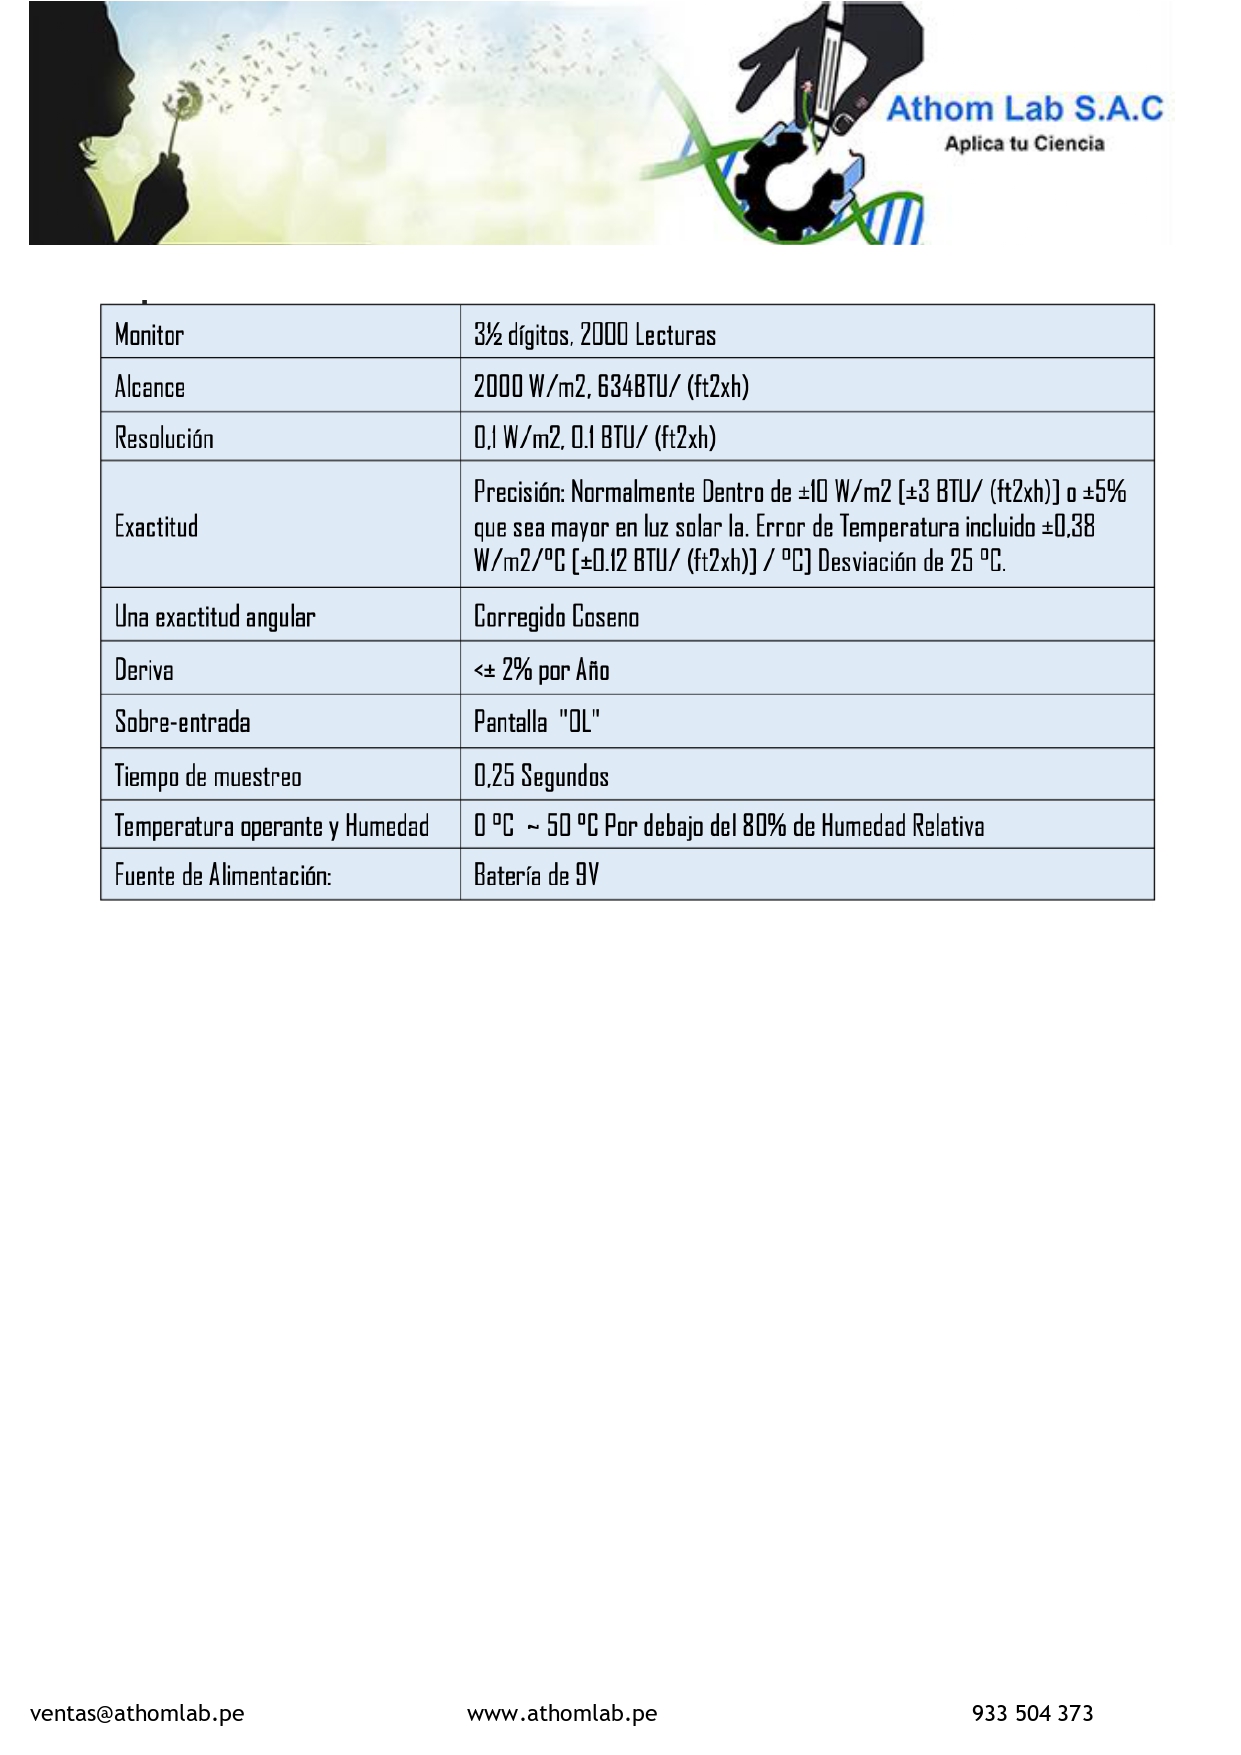 Athom Lab S.A.C
Aplica tu Ciencia
Monitor 3½ dígitos, 2000 Lecturas
Alcance 2000 W/m2, 634BTU/ (ft2xh)
Resolución 0,1 W/m2, 0.1 BTU/ (ft2xh)
Exactitud Precisión: Normalmente Dentro de ±10 W/m2 [±3 BTU/ (ft2xh)] o ±5%
que sea mayor en luz solar la. Error de Temperatura incluido ±0,38
W/m2/ºC [±0.12 BTU/ (ft2xh)] / ºC] Desviación de 25 ºC.
Una exactitud angular Corregido Coseno
Deriva <± 2% por Año
Sobre-entrada Pantalla "OL"
Tiempo de muestreo 0,25 Segundos
Temperatura operante y Humedad 0 ºC ~ 50 ºC Por debajo del 80% de Humedad Relativa
Fuente de Alimentación: Batería de 9V
ventas@athomlab.pe www.athomlab.pe 933 504 373